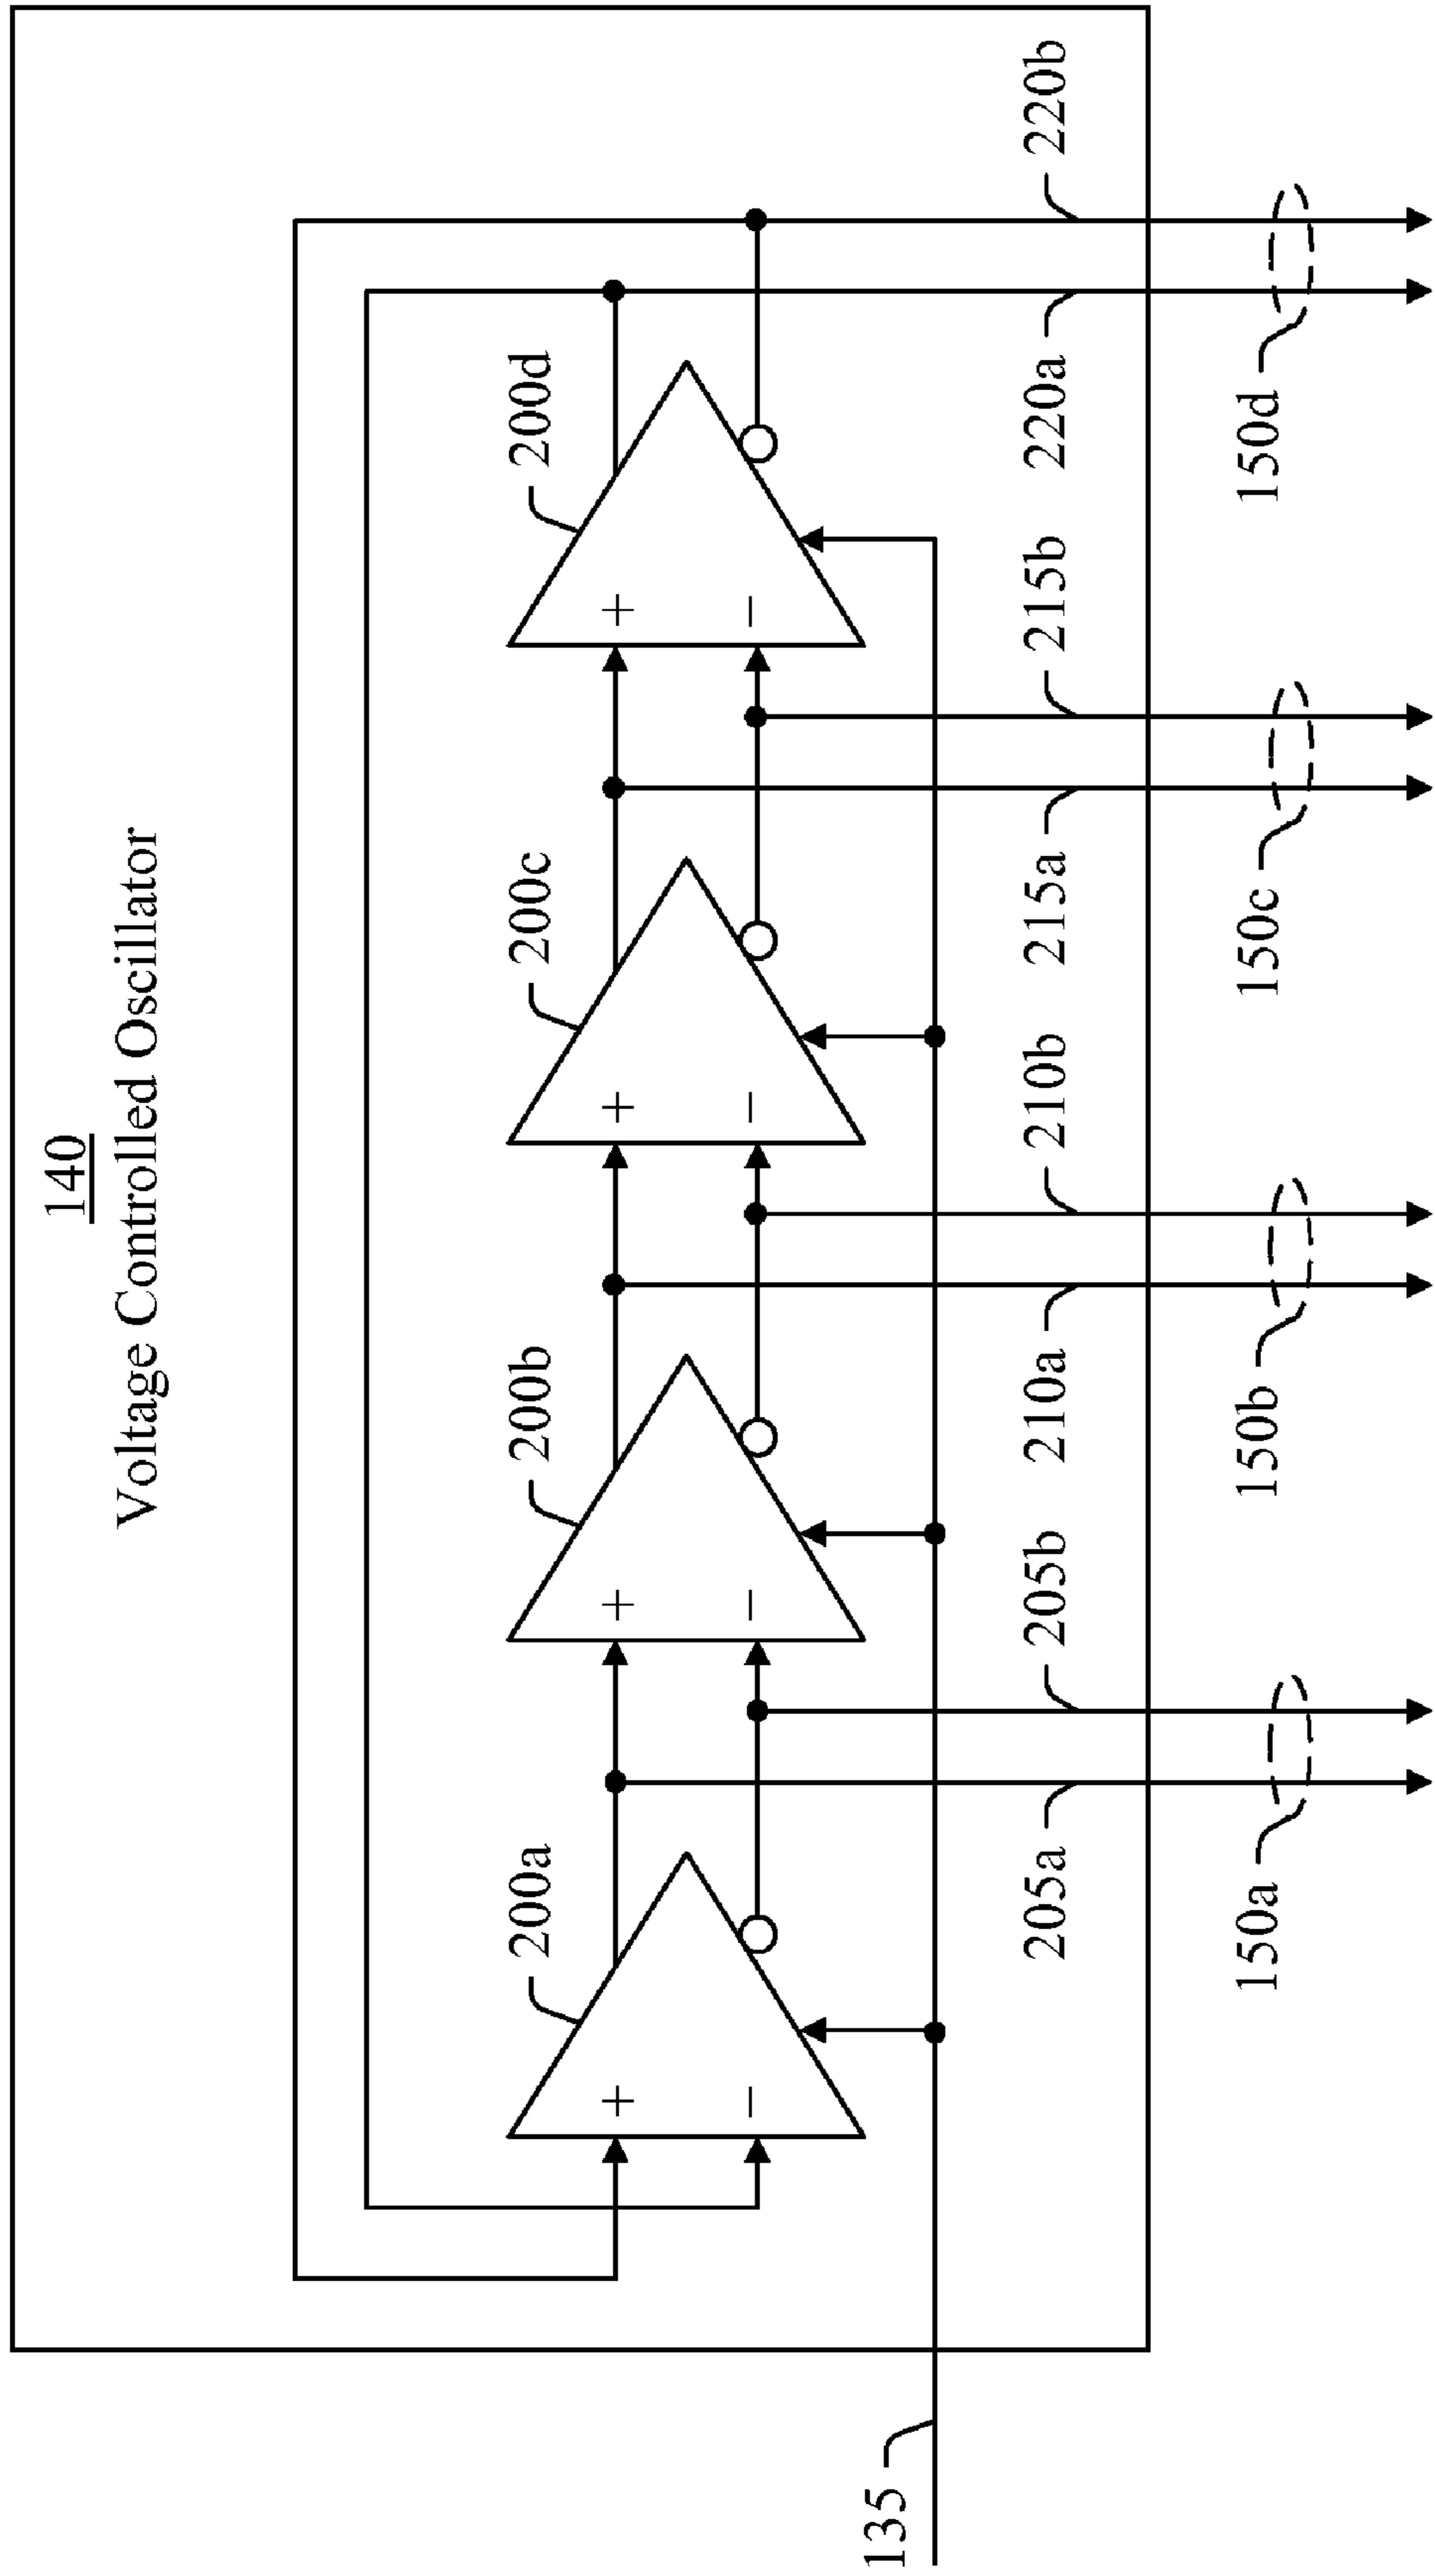 140
Voltage Controlled Oscillator
200a
200b
200c
200d
+
+
+
+
−
−
−
−
135
205a
205b
210a
210b
215a
215b
220a
220b
150a
150b
150c
150d